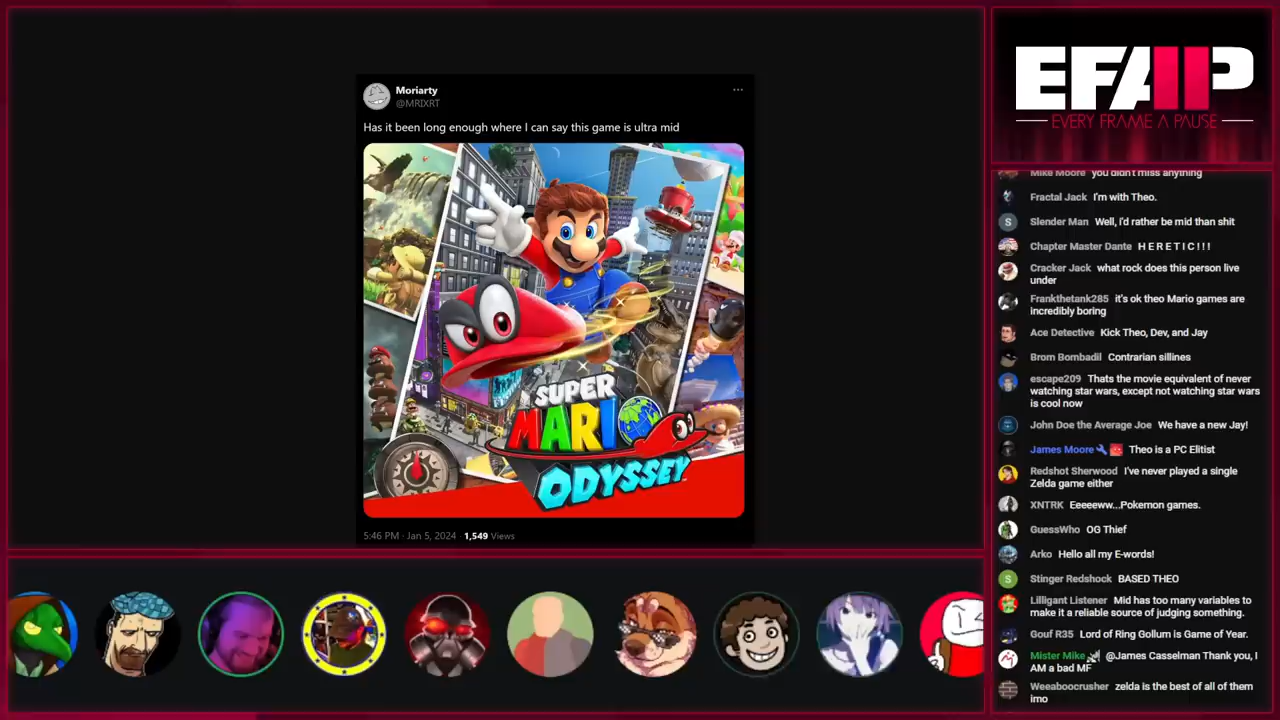 Moriarty
@MRIXRT
Has it been long enough where I can say this game is ultra mid
SUPER
MARIO
ODYSSEY
5:46 PM · Jan 5, 2024 · 1,549 Views
EFAP
EVERY FRAME A PAUSE
Mike Moore you didn't miss anything
Fractal Jack I'm with Theo.
Slender Man Well, i'd rather be mid than shit
Chapter Master Dante H E R E T I C ! ! !
Cracker Jack what rock does this person live
under
Frankthetank285 it's ok theo Mario games are
incredibly boring
Ace Detective Kick Theo, Dev, and Jay
Brom Bombadil Contrarian sillines
escape209 Thats the movie equivalent of never
watching star wars, except not watching star wars
is cool now
John Doe the Average Joe We have a new Jay!
James Moore Theo is a PC Elitist
Redshot Sherwood I've never played a single
Zelda game either
XNTRK Eeeeeww...Pokemon games.
GuessWho OG Thief
Arko Hello all my E-words!
S
Stinger Redshock BASED THEO
Lilligant Listener Mid has too many variables to
make it a reliable source of judging something.
Gouf R35 Lord of Ring Gollum is Game of Year.
Mister Mike @James Casselman Thank you, I
AM a bad MF
Weeaboocrusher zelda is the best of all of them
imo